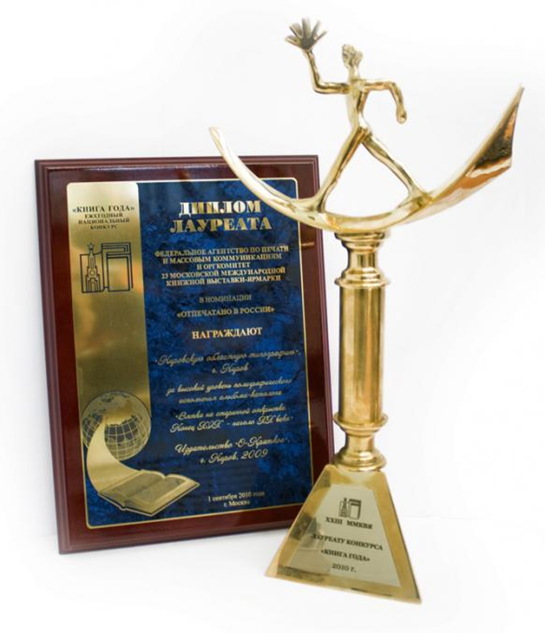 «КНИГА ГОДА»
ЕЖЕГОДНЫЙ
НАЦИОНАЛЬНЫЙ
КОНКУРС
ДИПЛОМ
ЛАУРЕАТА
ФЕДЕРАЛЬНОЕ АГЕНТСТВО ПО ПЕЧАТИ
И МАССОВЫМ КОММУНИКАЦИЯМ
И ОРГКОМИТЕТ
23 МОСКОВСКОЙ МЕЖДУНАРОДНОЙ
КНИЖНОЙ ВЫСТАВКИ-ЯРМАРКИ
В НОМИНАЦИИ
«ОТПЕЧАТАНО В РОССИИ»
НАГРАЖДАЮТ
"Кировскую областную типографию",
г. Киров
за высокий уровень полиграфического
исполнения альбома-каталога
на старинной открытке.
Конец XIX - начало XX века"
Издательство "О-Краткое",
г. Киров, 2009
1 сентября 2010 года
г. Москва
XXIII ММКВЯ
ЛАУРЕАТУ КОНКУРСА
«КНИГА ГОДА»
2010 г.